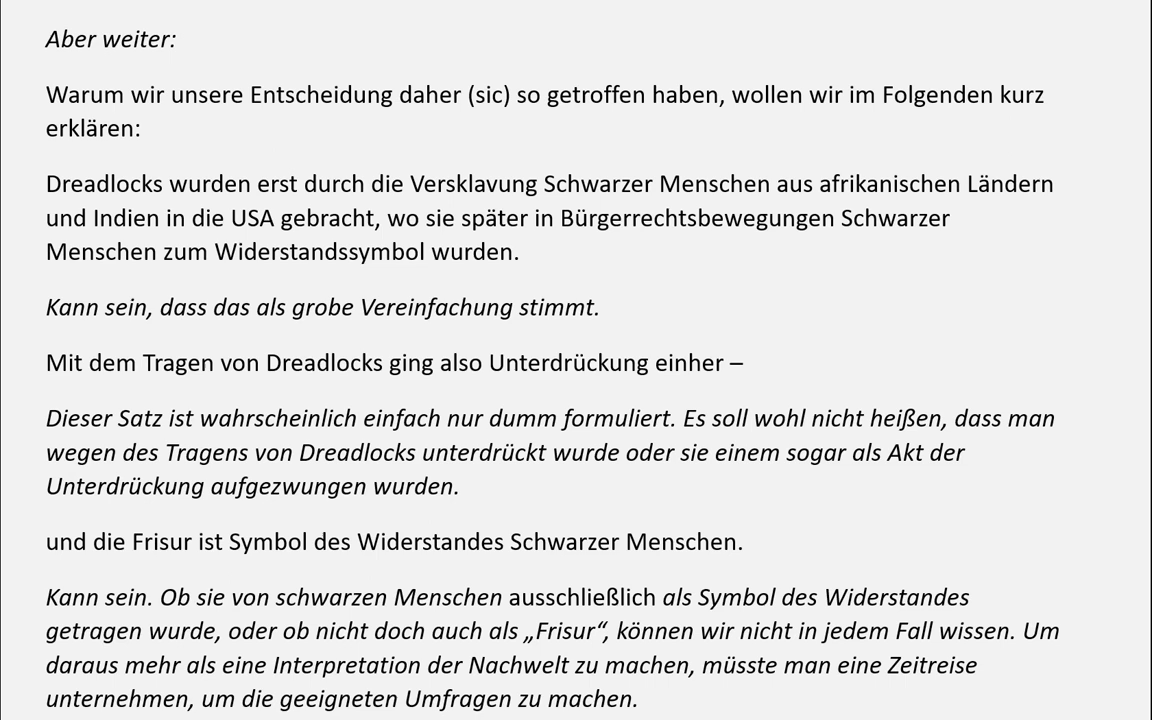 Aber weiter:
Warum wir unsere Entscheidung daher (sic) so getroffen haben, wollen wir im Folgenden kurz
erklären:
Dreadlocks wurden erst durch die Versklavung Schwarzer Menschen aus afrikanischen Ländern
und Indien in die USA gebracht, wo sie später in Bürgerrechtsbewegungen Schwarzer
Menschen zum Widerstandssymbol wurden.
Kann sein, dass das als grobe Vereinfachung stimmt.
Mit dem Tragen von Dreadlocks ging also Unterdrückung einher –
Dieser Satz ist wahrscheinlich einfach nur dumm formuliert. Es soll wohl nicht heißen, dass man
wegen des Tragens von Dreadlocks unterdrückt wurde oder sie einem sogar als Akt der
Unterdrückung aufgezwungen wurden.
und die Frisur ist Symbol des Widerstandes Schwarzer Menschen.
Kann sein. Ob sie von schwarzen Menschen ausschließlich als Symbol des Widerstandes
getragen wurde, oder ob nicht doch auch als „Frisur“, können wir nicht in jedem Fall wissen. Um
daraus mehr als eine Interpretation der Nachwelt zu machen, müsste man eine Zeitreise
unternehmen, um die geeigneten Umfragen zu machen.